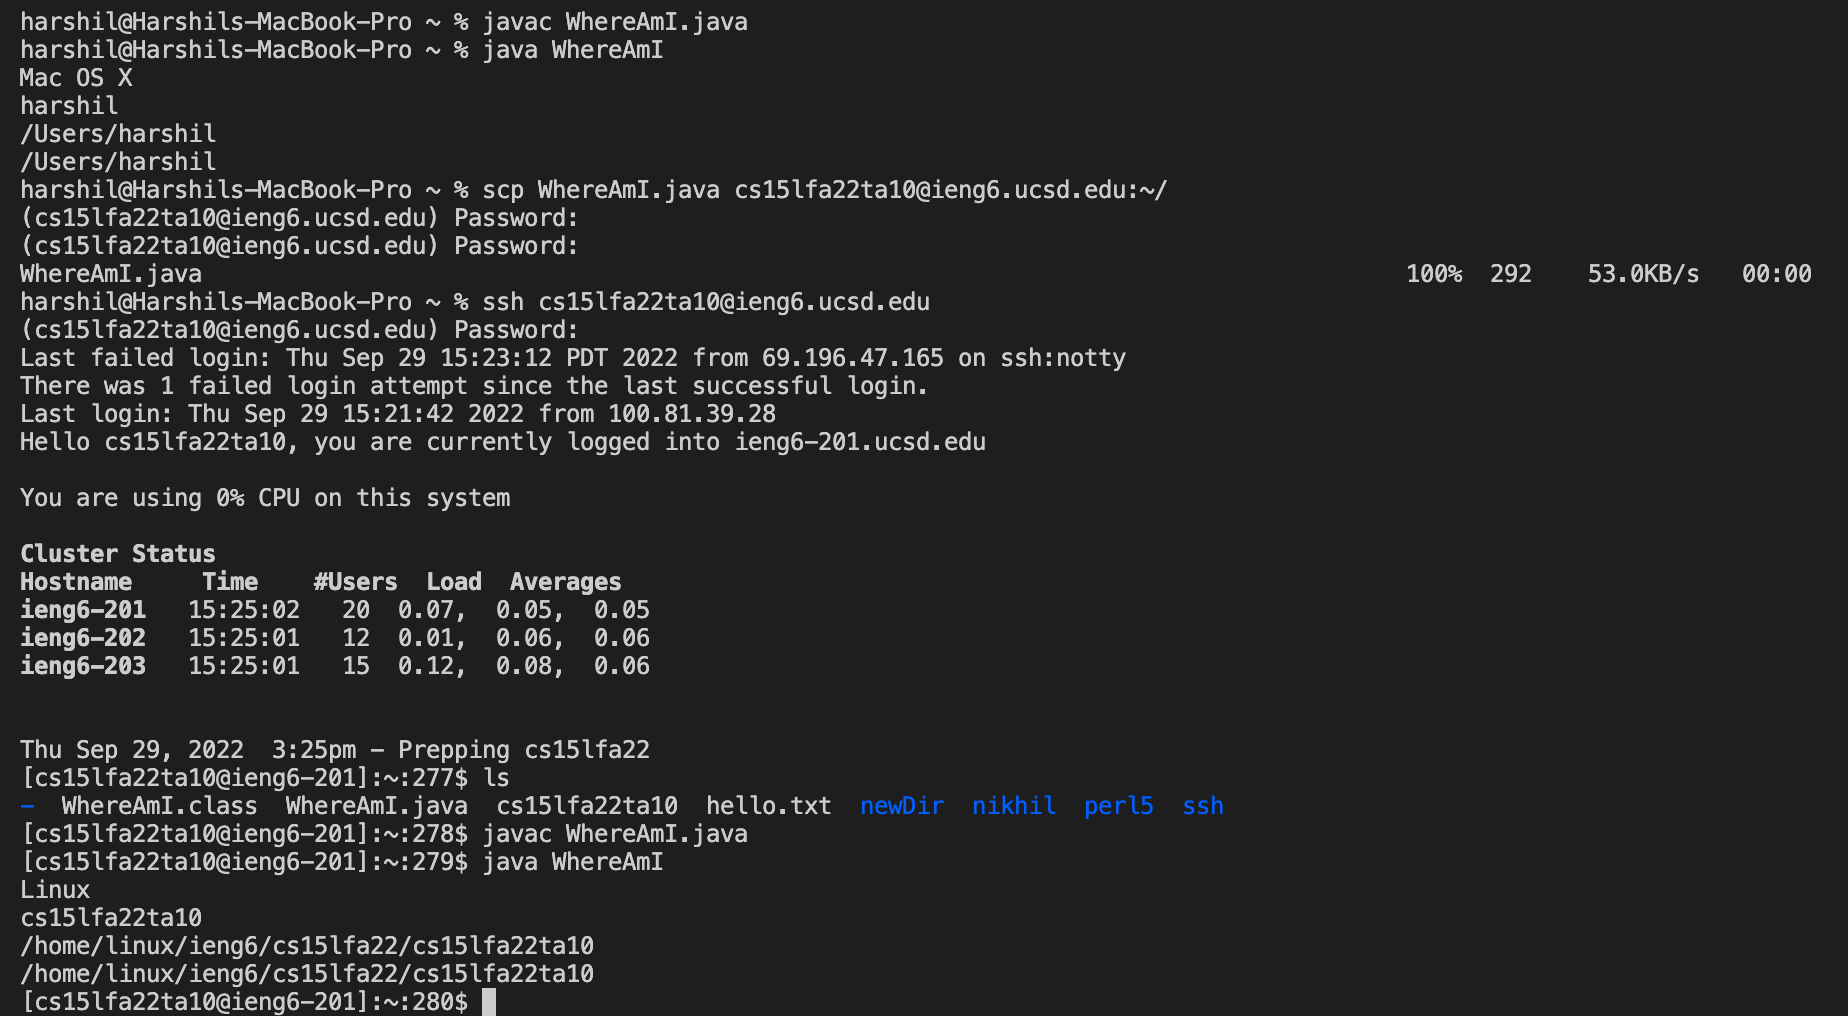 harshil@Harshils-MacBook-Pro ~ % javac WhereAmI.java
harshil@Harshils-MacBook-Pro ~ % java WhereAmI
Mac OS X
harshil
/Users/harshil
/Users/harshil
harshil@Harshils-MacBook-Pro ~ % scp WhereAmI.java cs15lfa22ta10@ieng6.ucsd.edu:~/
(cs15lfa22ta10@ieng6.ucsd.edu) Password:
(cs15lfa22ta10@ieng6.ucsd.edu) Password:
WhereAmI.java 100% 292 53.0KB/s 00:00
harshil@Harshils-MacBook-Pro ~ % ssh cs15lfa22ta10@ieng6.ucsd.edu
(cs15lfa22ta10@ieng6.ucsd.edu) Password:
Last failed login: Thu Sep 29 15:23:12 PDT 2022 from 69.196.47.165 on ssh:notty
There was 1 failed login attempt since the last successful login.
Last login: Thu Sep 29 15:21:42 2022 from 100.81.39.28
Hello cs15lfa22ta10, you are currently logged into ieng6-201.ucsd.edu
You are using 0% CPU on this system
Cluster Status
Hostname Time #Users Load Averages
ieng6-201 15:25:02 20 0.07, 0.05, 0.05
ieng6-202 15:25:01 12 0.01, 0.06, 0.06
ieng6-203 15:25:01 15 0.12, 0.08, 0.06
Thu Sep 29, 2022 3:25pm - Prepping cs15lfa22
[cs15lfa22ta10@ieng6-201]:~:277$ ls
- WhereAmI.class WhereAmI.java cs15lfa22ta10 hello.txt newDir nikhil perl5 ssh
[cs15lfa22ta10@ieng6-201]:~:278$ javac WhereAmI.java
[cs15lfa22ta10@ieng6-201]:~:279$ java WhereAmI
Linux
cs15lfa22ta10
/home/linux/ieng6/cs15lfa22/cs15lfa22ta10
/home/linux/ieng6/cs15lfa22/cs15lfa22ta10
[cs15lfa22ta10@ieng6-201]:~:280$